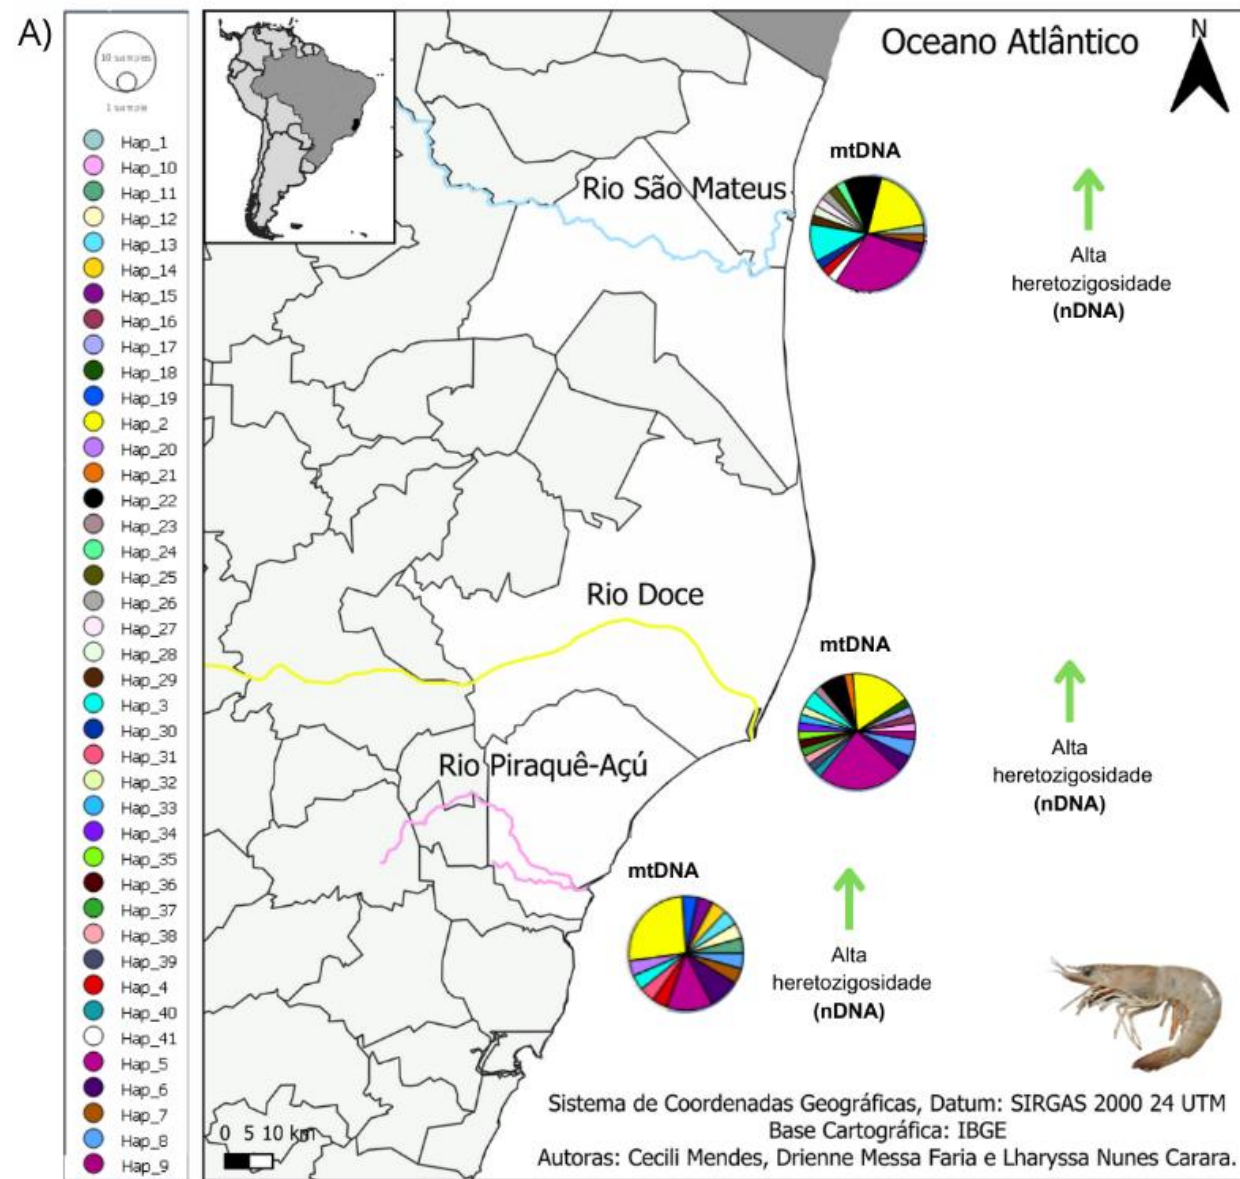 A)
10 samples
1 sample
Hap_1
Hap_10
Hap_11
Hap_12
Hap_13
Hap_14
Hap_15
Hap_16
Hap_17
Hap_18
Hap_19
Hap_2
Hap_20
Hap_21
Hap_22
Hap_23
Hap_24
Hap_25
Hap_26
Hap_27
Hap_28
Hap_29
Hap_3
Hap_30
Hap_31
Hap_32
Hap_33
Hap_34
Hap_35
Hap_36
Hap_37
Hap_38
Hap_39
Hap_4
Hap_40
Hap_41
Hap_5
Hap_6
Hap_7
Hap_8
Hap_9
Oceano Atlântico
N
mtDNA
Rio São Mateus
Alta
heretozigosidade
(nDNA)
Rio Doce
mtDNA
Alta
heretozigosidade
(nDNA)
Rio Piraquê-Açú
mtDNA
Alta
heretozigosidade
(nDNA)
0 5 10 km
Sistema de Coordenadas Geográficas, Datum: SIRGAS 2000 24 UTM
Base Cartográfica: IBGE
Autoras: Cecili Mendes, Drienne Messa Faria e Lharyssa Nunes Carara.